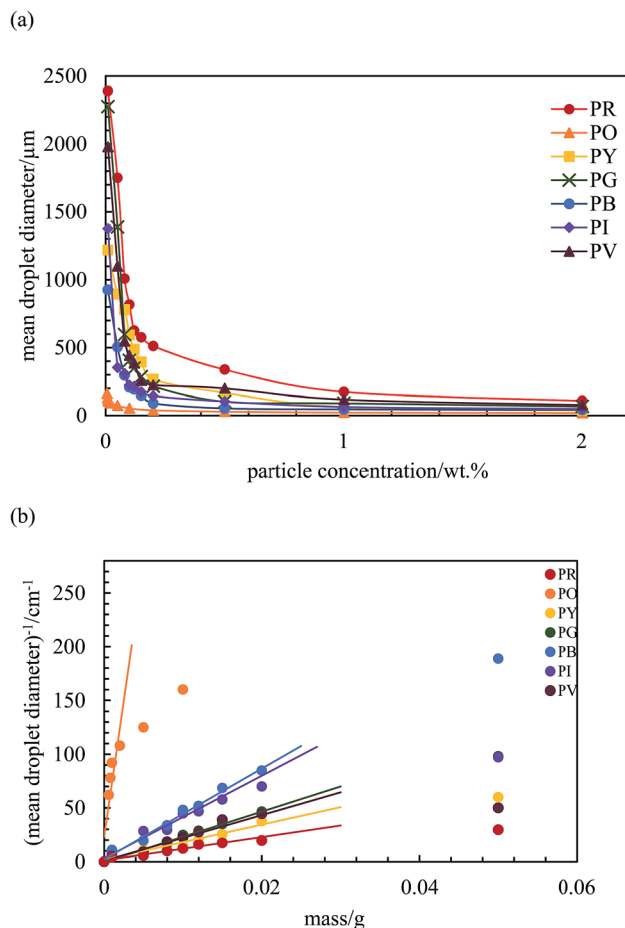 (a)
2500
2000
1500
1000
500
0
mean droplet diameter/μm
PR
PO
PY
PG
PB
PI
PV
0
1
2
particle concentration/wt.%
(b)
250
200
150
100
50
0
(mean droplet diameter)⁻¹/cm⁻¹
PR
PO
PY
PG
PB
PI
PV
0
0.02
0.04
0.06
mass/g